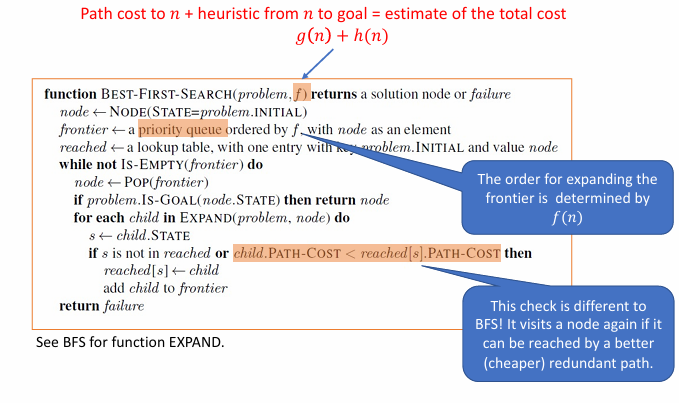 Path cost to n + heuristic from n to goal = estimate of the total cost
g(n) + h(n)
function BEST-FIRST-SEARCH(problem, f) returns a solution node or failure
node ← NODE(STATE=problem.INITIAL)
frontier ← a priority queue ordered by f, with node as an element
reached ← a lookup table, with one entry with key problem.INITIAL and value node
while not IS-EMPTY(frontier) do
node ← POP(frontier)
if problem.IS-GOAL(node.STATE) then return node
for each child in EXPAND(problem, node) do
s ← child.STATE
if s is not in reached or child.PATH-COST < reached[s].PATH-COST then
reached[s] ← child
add child to frontier
return failure
The order for expanding the
frontier is determined by
f(n)
This check is different to
BFS! It visits a node again if it
can be reached by a better
(cheaper) redundant path.
See BFS for function EXPAND.